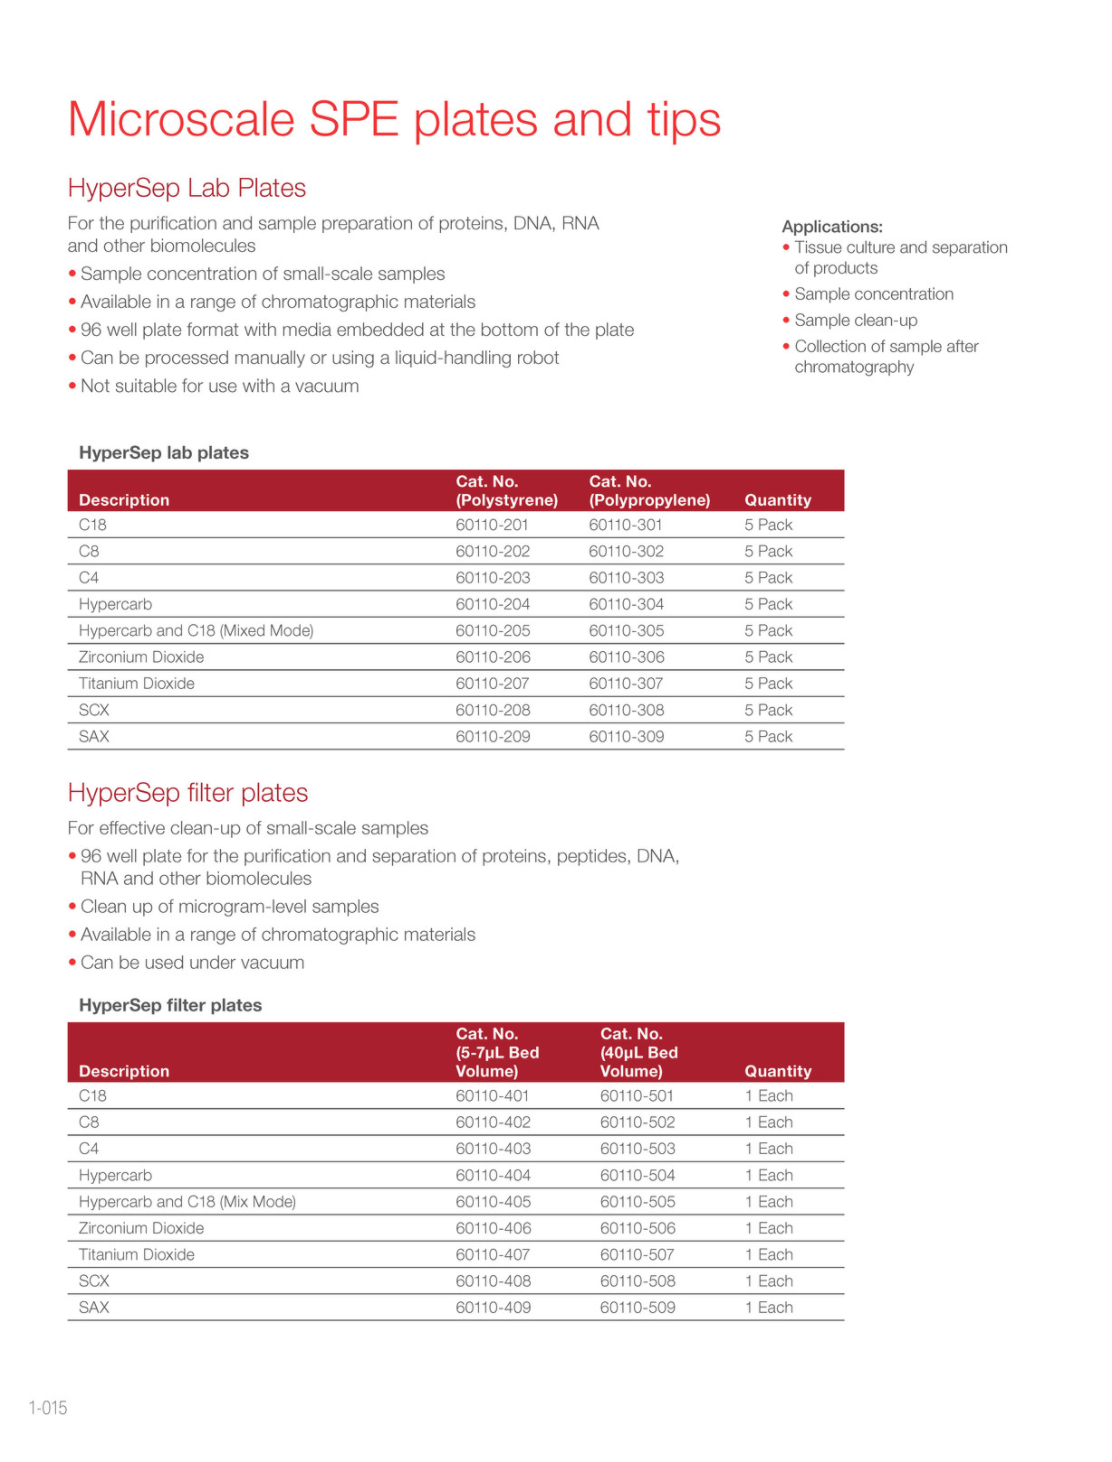 Microscale SPE plates and tips
HyperSep Lab Plates
For the purification and sample preparation of proteins, DNA, RNA
and other biomolecules
• Sample concentration of small-scale samples
• Available in a range of chromatographic materials
• 96 well plate format with media embedded at the bottom of the plate
• Can be processed manually or using a liquid-handling robot
• Not suitable for use with a vacuum
Applications:
• Tissue culture and separation
of products
• Sample concentration
• Sample clean-up
• Collection of sample after
chromatography
HyperSep lab plates
Cat. No. Cat. No.
Description (Polystyrene) (Polypropylene) Quantity
C18 60110-201 60110-301 5 Pack
C8 60110-202 60110-302 5 Pack
C4 60110-203 60110-303 5 Pack
Hypercarb 60110-204 60110-304 5 Pack
Hypercarb and C18 (Mixed Mode) 60110-205 60110-305 5 Pack
Zirconium Dioxide 60110-206 60110-306 5 Pack
Titanium Dioxide 60110-207 60110-307 5 Pack
SCX 60110-208 60110-308 5 Pack
SAX 60110-209 60110-309 5 Pack
HyperSep filter plates
For effective clean-up of small-scale samples
• 96 well plate for the purification and separation of proteins, peptides, DNA,
RNA and other biomolecules
• Clean up of microgram-level samples
• Available in a range of chromatographic materials
• Can be used under vacuum
HyperSep filter plates
Cat. No. Cat. No.
(5-7µL Bed (40µL Bed
Description Volume) Volume) Quantity
C18 60110-401 60110-501 1 Each
C8 60110-402 60110-502 1 Each
C4 60110-403 60110-503 1 Each
Hypercarb 60110-404 60110-504 1 Each
Hypercarb and C18 (Mix Mode) 60110-405 60110-505 1 Each
Zirconium Dioxide 60110-406 60110-506 1 Each
Titanium Dioxide 60110-407 60110-507 1 Each
SCX 60110-408 60110-508 1 Each
SAX 60110-409 60110-509 1 Each
1-015